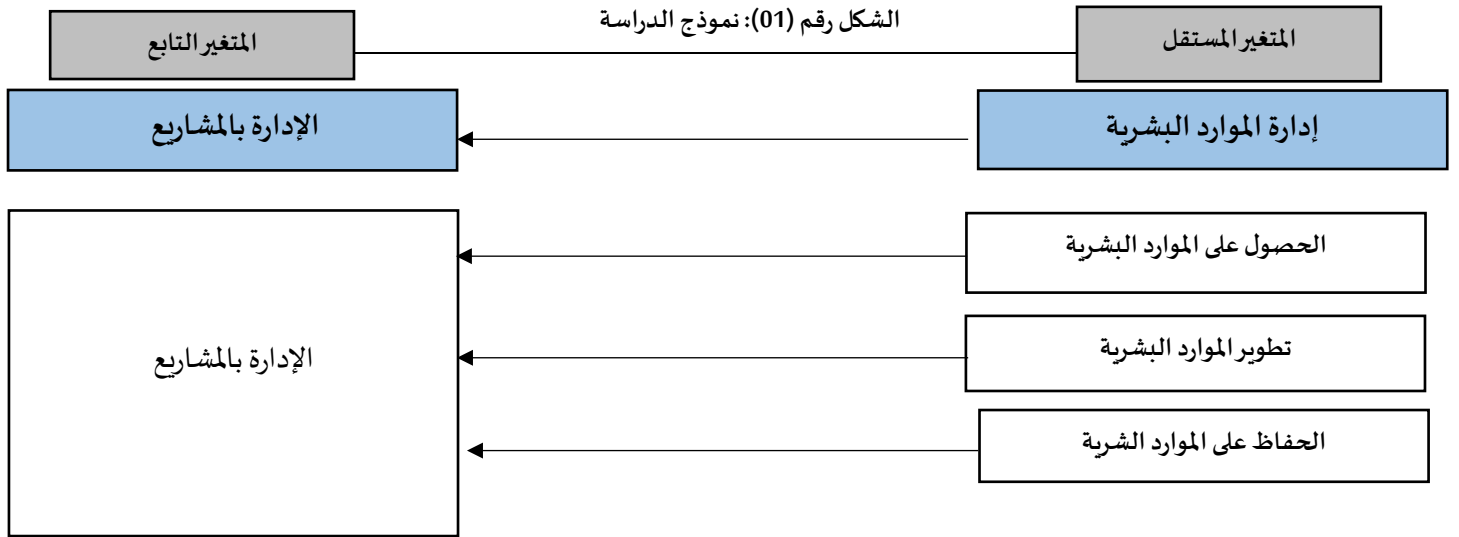 الشكل رقم (01): نموذج الدراسة
المتغير المستقل
المتغير التابع
إدارة الموارد البشرية
الإدارة بالمشاريع
الحصول على الموارد البشرية
تطوير الموارد البشرية
الإدارة بالمشاريع
الحفاظ على الموارد الشرية